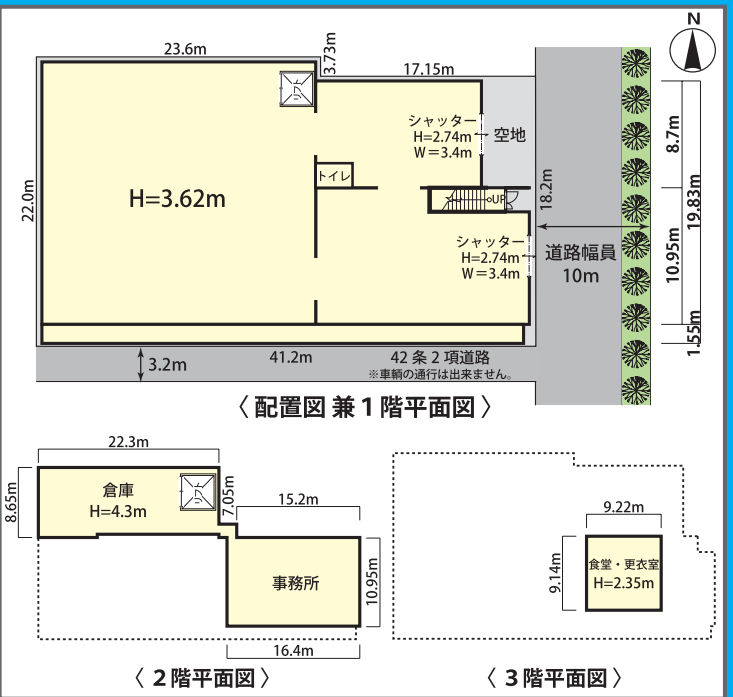 N
23.6m
3.73m
17.15m
リフト
シャッター
H=2.74m
W＝3.4m
空地
8.7m
トイレ
H=3.62m
22.0m
UP
18.2m
19.83m
シャッター
H=2.74m
W＝3.4m
道路幅員
10m
10.95m
1.55m
3.2m
41.2m
42条2項道路
※車輌の通行は出来ません。
〈 配置図 兼 1 階平面図 〉
22.3m
8.65m
倉庫
H=4.3m
リフト
7.05m
15.2m
事務所
10.95m
16.4m
〈 2 階平面図 〉
9.22m
9.14m
食堂・更衣室
H=2.35m
〈 3 階平面図 〉